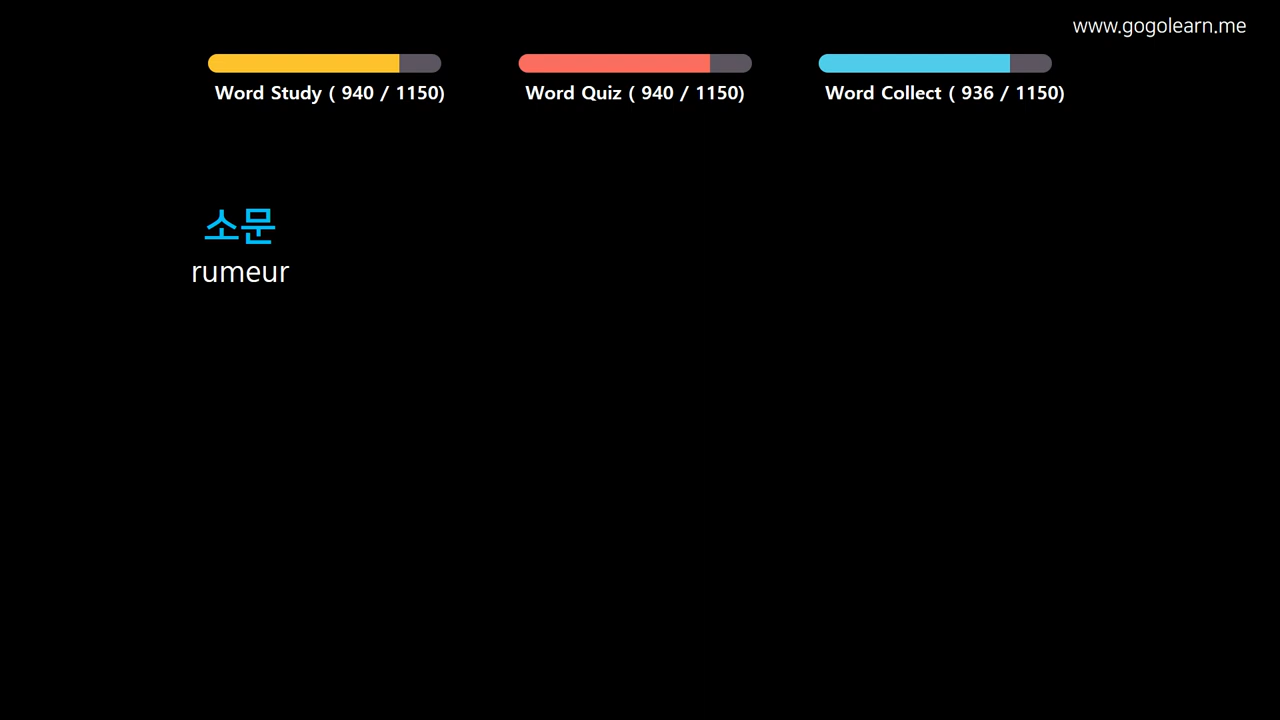 www.gogolearn.me
Word Study ( 940 / 1150)
Word Quiz ( 940 / 1150)
Word Collect ( 936 / 1150)
소문
rumeur